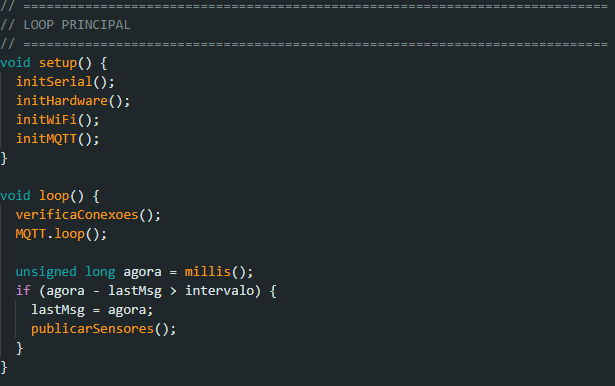 // =============================================================================
// LOOP PRINCIPAL
// =============================================================================
void setup() {
  initSerial();
  initHardware();
  initWiFi();
  initMQTT();
}

void loop() {
  verificaConexoes();
  MQTT.loop();

  unsigned long agora = millis();
  if (agora - lastMsg > intervalo) {
    lastMsg = agora;
    publicarSensores();
  }
}